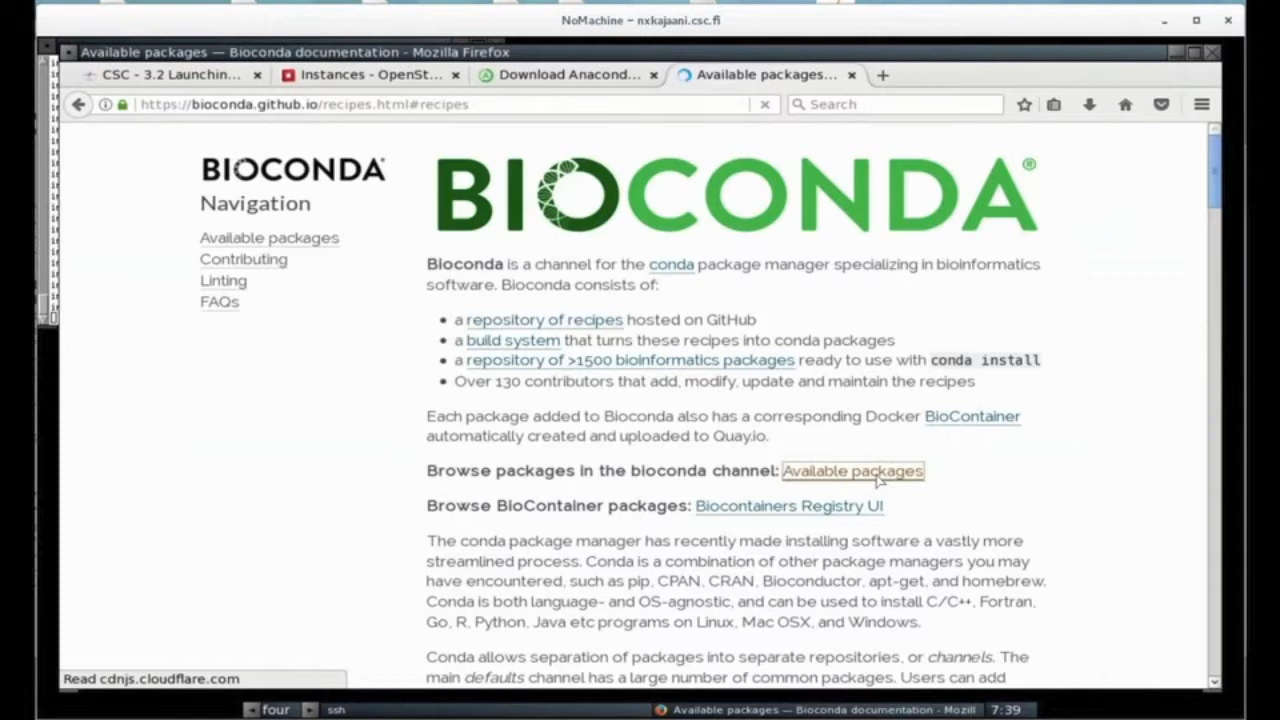 NoMachine – nxkajaani.csc.fi
Available packages — Bioconda documentation - Mozilla Firefox
CSC - 3.2 Launchin...
Instances - OpenSt...
Download Anacond...
Available packages...
https://bioconda.github.io/recipes.html#recipes
Search
BIOCONDA®
BIOCONDA®
Navigation
Available packages
Contributing
Linting
FAQs
Bioconda is a channel for the conda package manager specializing in bioinformatics
software. Bioconda consists of:
• a repository of recipes hosted on GitHub
• a build system that turns these recipes into conda packages
• a repository of >1500 bioinformatics packages ready to use with conda install
• Over 130 contributors that add, modify, update and maintain the recipes
Each package added to Bioconda also has a corresponding Docker BioContainer
automatically created and uploaded to Quay.io.
Browse packages in the bioconda channel: Available packages
Browse BioContainer packages: Biocontainers Registry UI
The conda package manager has recently made installing software a vastly more
streamlined process. Conda is a combination of other package managers you may
have encountered, such as pip, CPAN, CRAN, Bioconductor, apt-get, and homebrew.
Conda is both language- and OS-agnostic, and can be used to install C/C++, Fortran,
Go, R, Python, Java etc programs on Linux, Mac OSX, and Windows.
Conda allows separation of packages into separate repositories, or channels. The
main defaults channel has a large number of common packages. Users can add
Read cdnjs.cloudflare.com
four
ssh
Available packages — Bioconda documentation - Mozill
7:39